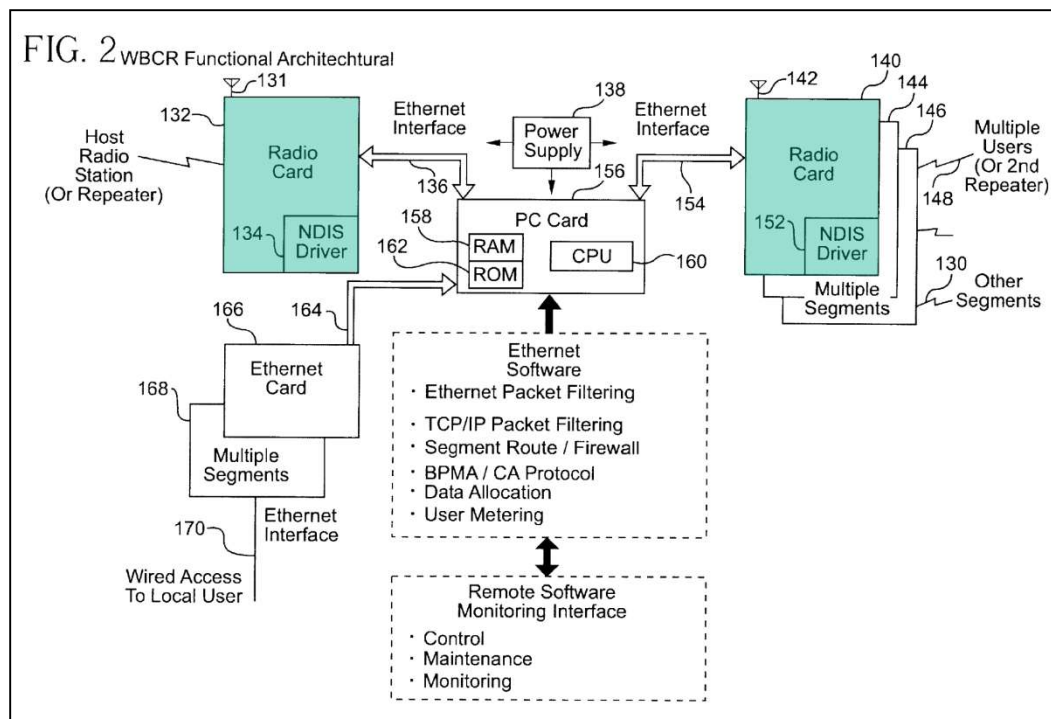 FIG. 2 WBCR Functional Architechtural
131
132
Host
Radio
Station
(Or Repeater)
Radio
Card
134
NDIS
Driver
Ethernet
Interface
136
138
Power
Supply
Ethernet
Interface
154
156
PC Card
158
RAM
162
ROM
CPU
160
142
140
144
146
Radio
Card
152
NDIS
Driver
Multiple
Segments
Multiple
Users
(Or 2nd
Repeater)
148
130
Other
Segments
164
166
Ethernet
Card
168
Multiple
Segments
Ethernet
Interface
170
Wired Access
To Local User
Ethernet
Software
· Ethernet Packet Filtering
· TCP/IP Packet Filtering
· Segment Route / Firewall
· BPMA / CA Protocol
· Data Allocation
· User Metering
Remote Software
Monitoring Interface
· Control
· Maintenance
· Monitoring